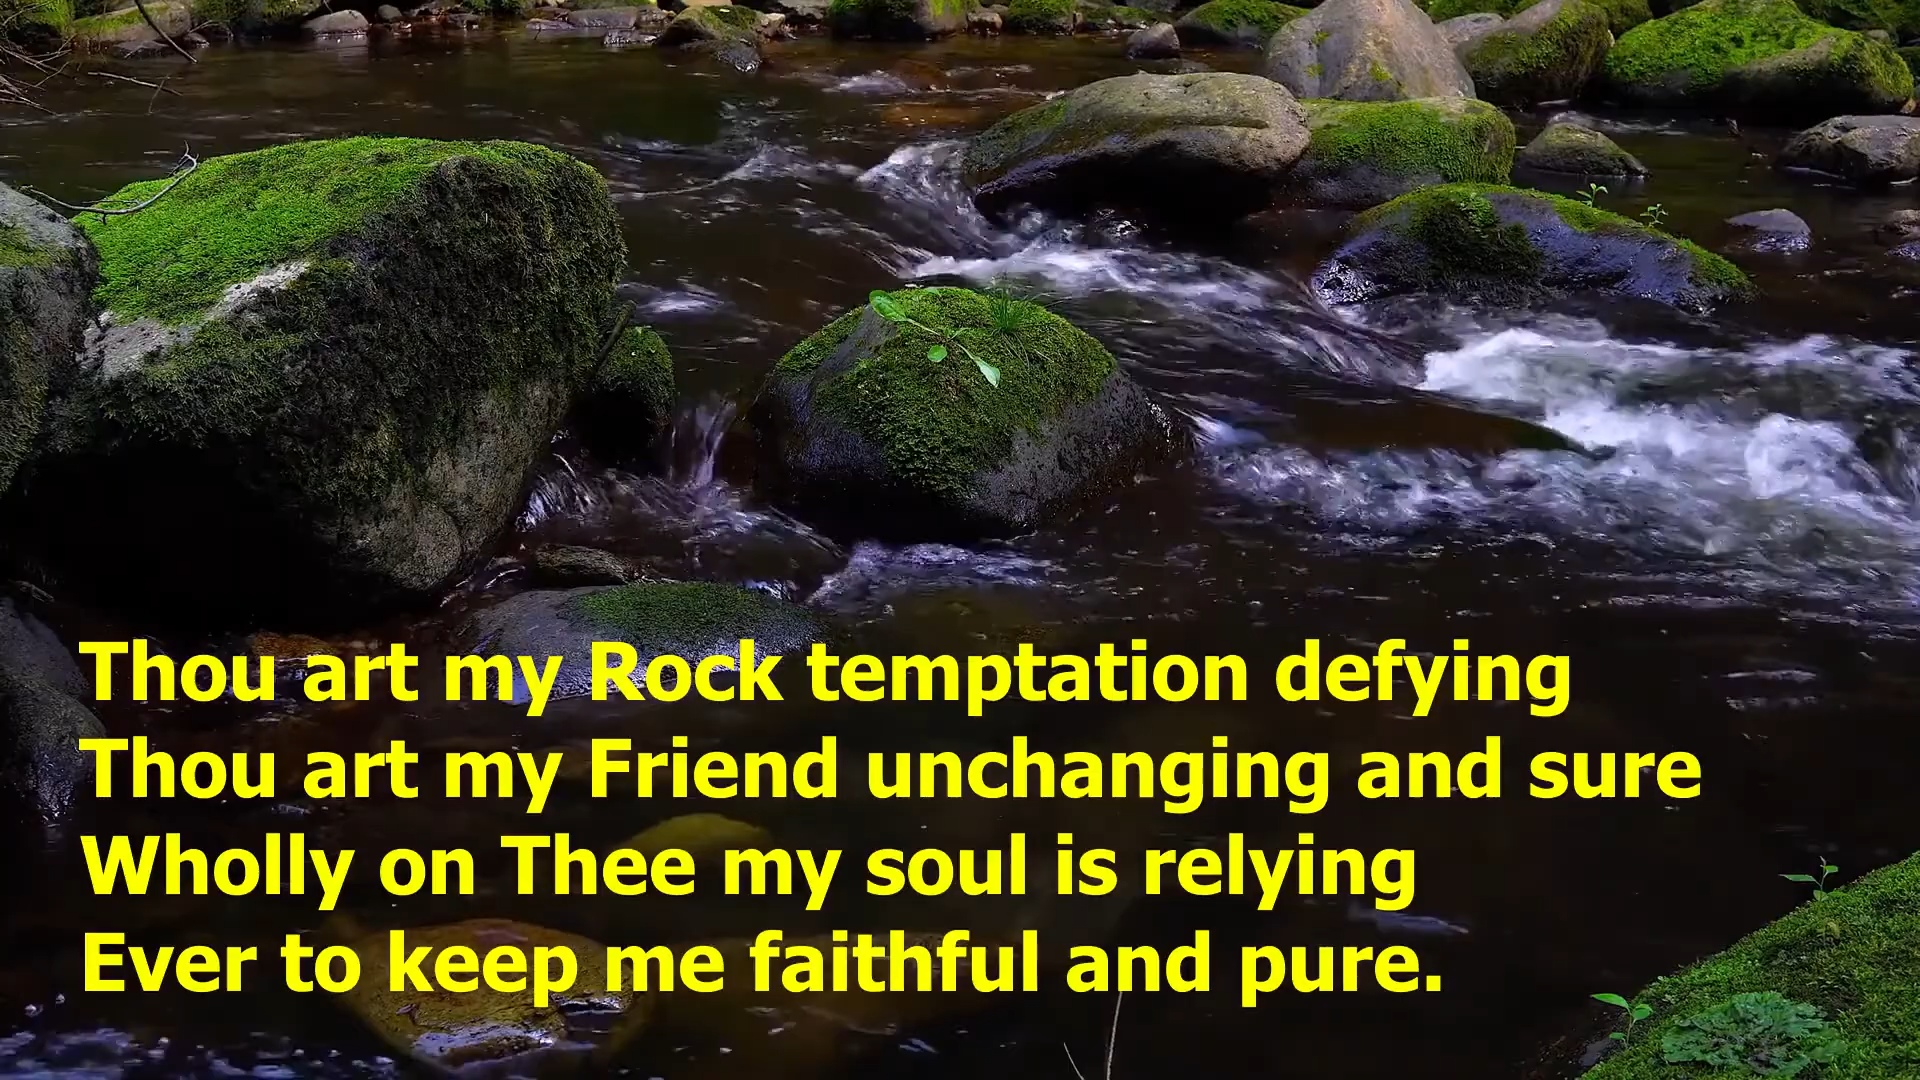 Thou art my Rock temptation defying
Thou art my Friend unchanging and sure
Wholly on Thee my soul is relying
Ever to keep me faithful and pure.